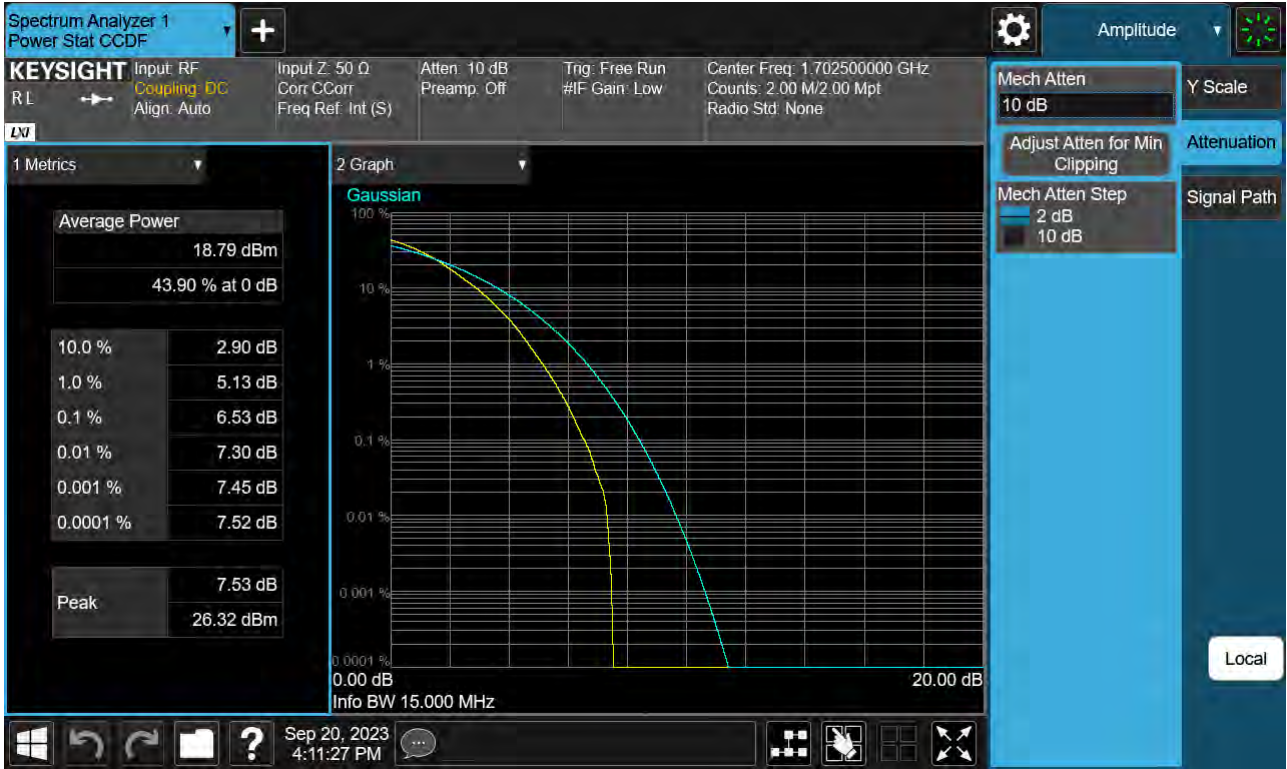 Spectrum Analyzer 1
Power Stat CCDF
Amplitude
KEYSIGHT
RL
LXI
Input: RF
Coupling: DC
Align: Auto
Input Z: 50 Ω
Corr CCorr
Freq Ref: Int (S)
Atten: 10 dB
Preamp: Off
Trig: Free Run
#IF Gain: Low
Center Freq: 1.702500000 GHz
Counts: 2.00 M/2.00 Mpt
Radio Std: None
Mech Atten
10 dB
Adjust Atten for Min
Clipping
Mech Atten Step
2 dB
10 dB
Y Scale
Attenuation
Signal Path
Local
1 Metrics
Average Power
18.79 dBm
43.90 % at 0 dB
10.0 % 2.90 dB
1.0 % 5.13 dB
0.1 % 6.53 dB
0.01 % 7.30 dB
0.001 % 7.45 dB
0.0001 % 7.52 dB
Peak
7.53 dB
26.32 dBm
2 Graph
Gaussian
100 %
10 %
1 %
0.1 %
0.01 %
0.001 %
0.0001 %
0.00 dB 20.00 dB
Info BW 15.000 MHz
?
Sep 20, 2023
4:11:27 PM